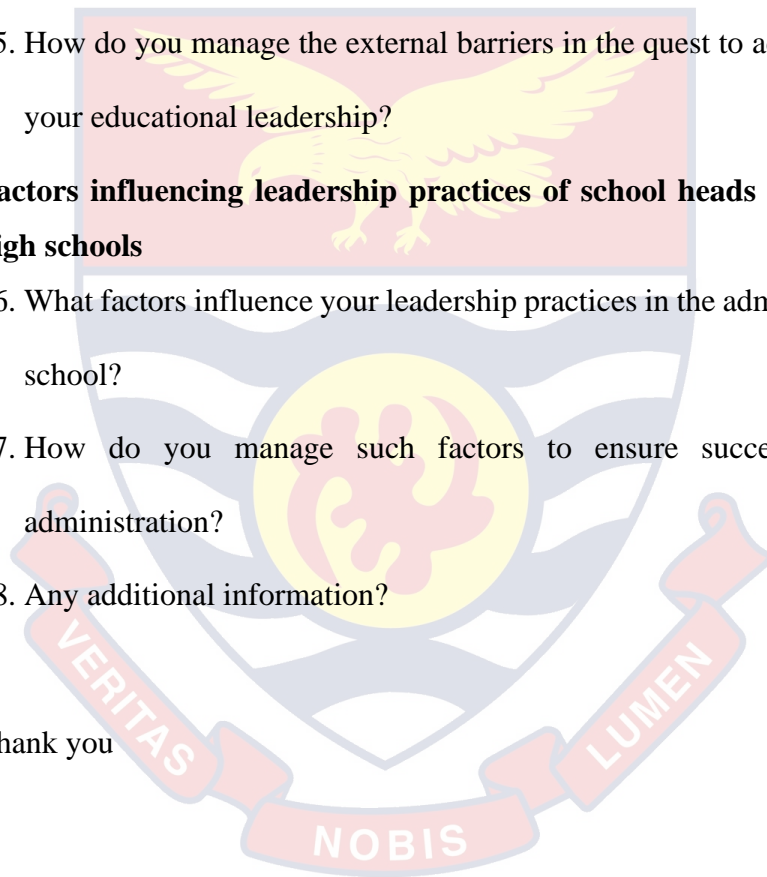 5. How do you manage the external barriers in the quest to a
your educational leadership?
actors influencing leadership practices of school heads
igh schools
6. What factors influence your leadership practices in the adm
school?
7. How do you manage such factors to ensure succe
administration?
8. Any additional information?
hank you
VERITAS
NOBIS
LUMEN